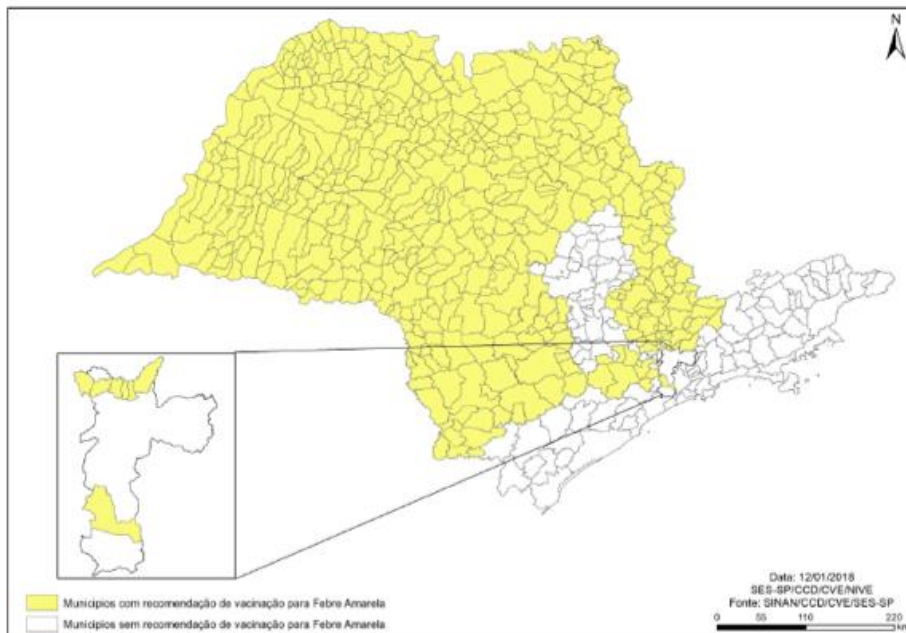 N
Data: 12/01/2018
SES-SP/CCD/CVE/NIVE
Fonte: SINAN/CCD/CVE/SES-SP
0 55 110 220
km
Municípios com recomendação de vacinação para Febre Amarela
Municípios sem recomendação de vacinação para Febre Amarela